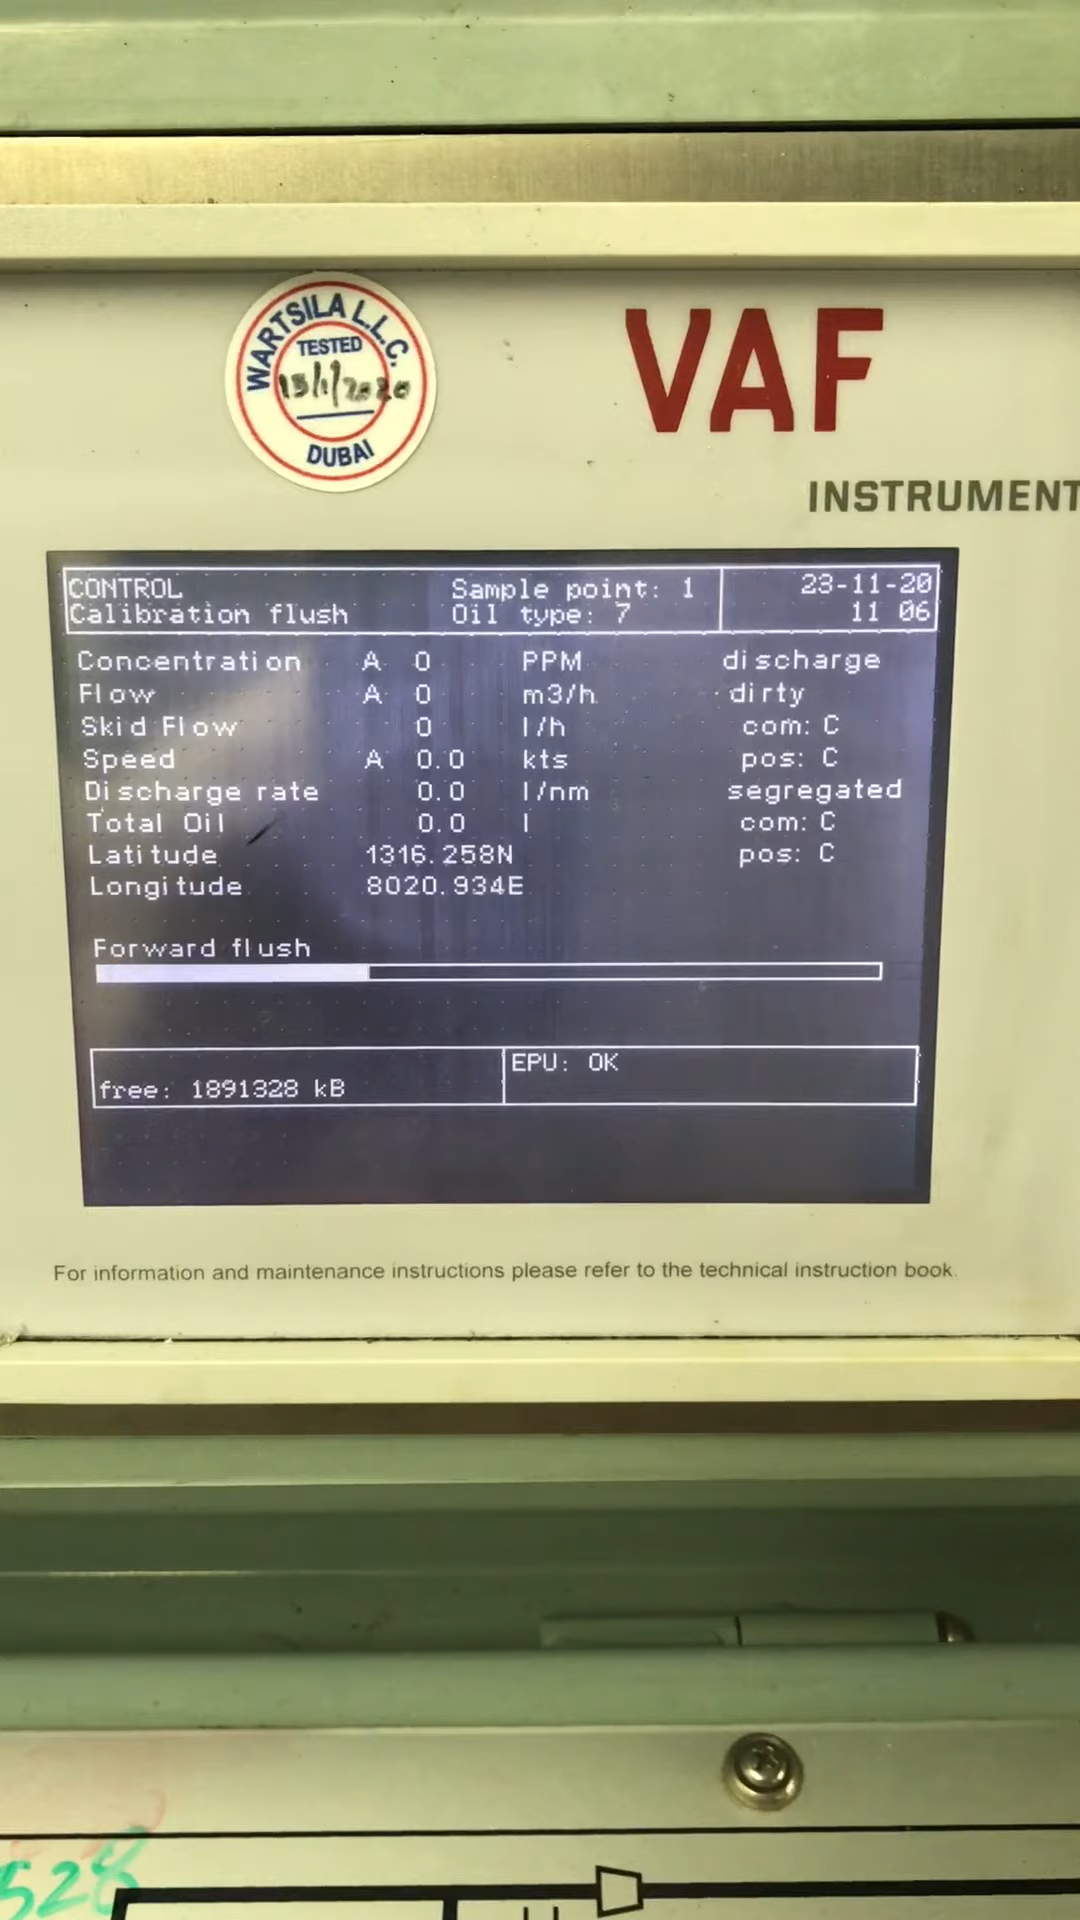 WARTSILA L.L.C.
TESTED
15/1/2020
DUBAI
VAF
INSTRUMENT
CONTROL Sample point: 1 23-11-20
Calibration flush Oil type: 7 11 06
Concentration A 0 PPM discharge
Flow A 0 m3/h dirty
Skid Flow 0 l/h com: C
Speed A 0.0 kts pos: C
Discharge rate 0.0 l/nm segregated
Total Oil 0.0 l com: C
Latitude 1316.258N pos: C
Longitude 8020.934E
Forward flush
EPU: OK
free: 1891328 kB
For information and maintenance instructions please refer to the technical instruction book.
528